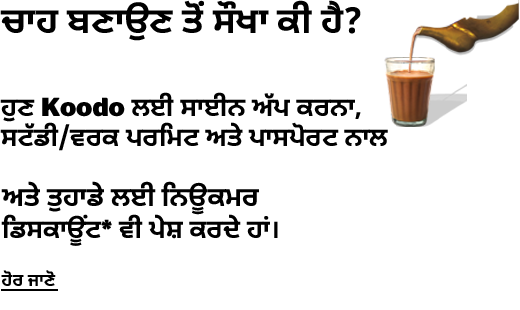 ਚਾਹ ਬਣਾਉਣ ਤੋਂ ਸੌਖਾ ਕੀ ਹੈ?
ਹੁਣ Koodo ਲਈ ਸਾਈਨ ਅੱਪ ਕਰਨਾ,
ਸਟੱਡੀ/ਵਰਕ ਪਰਮਿਟ ਅਤੇ ਪਾਸਪੋਰਟ ਨਾਲ
ਅਤੇ ਤੁਹਾਡੇ ਲਈ ਨਿਊਕਮਰ
ਡਿਸਕਾਊਂਟ* ਵੀ ਪੇਸ਼ ਕਰਦੇ ਹਾਂ।
ਹੋਰ ਜਾਣੋ